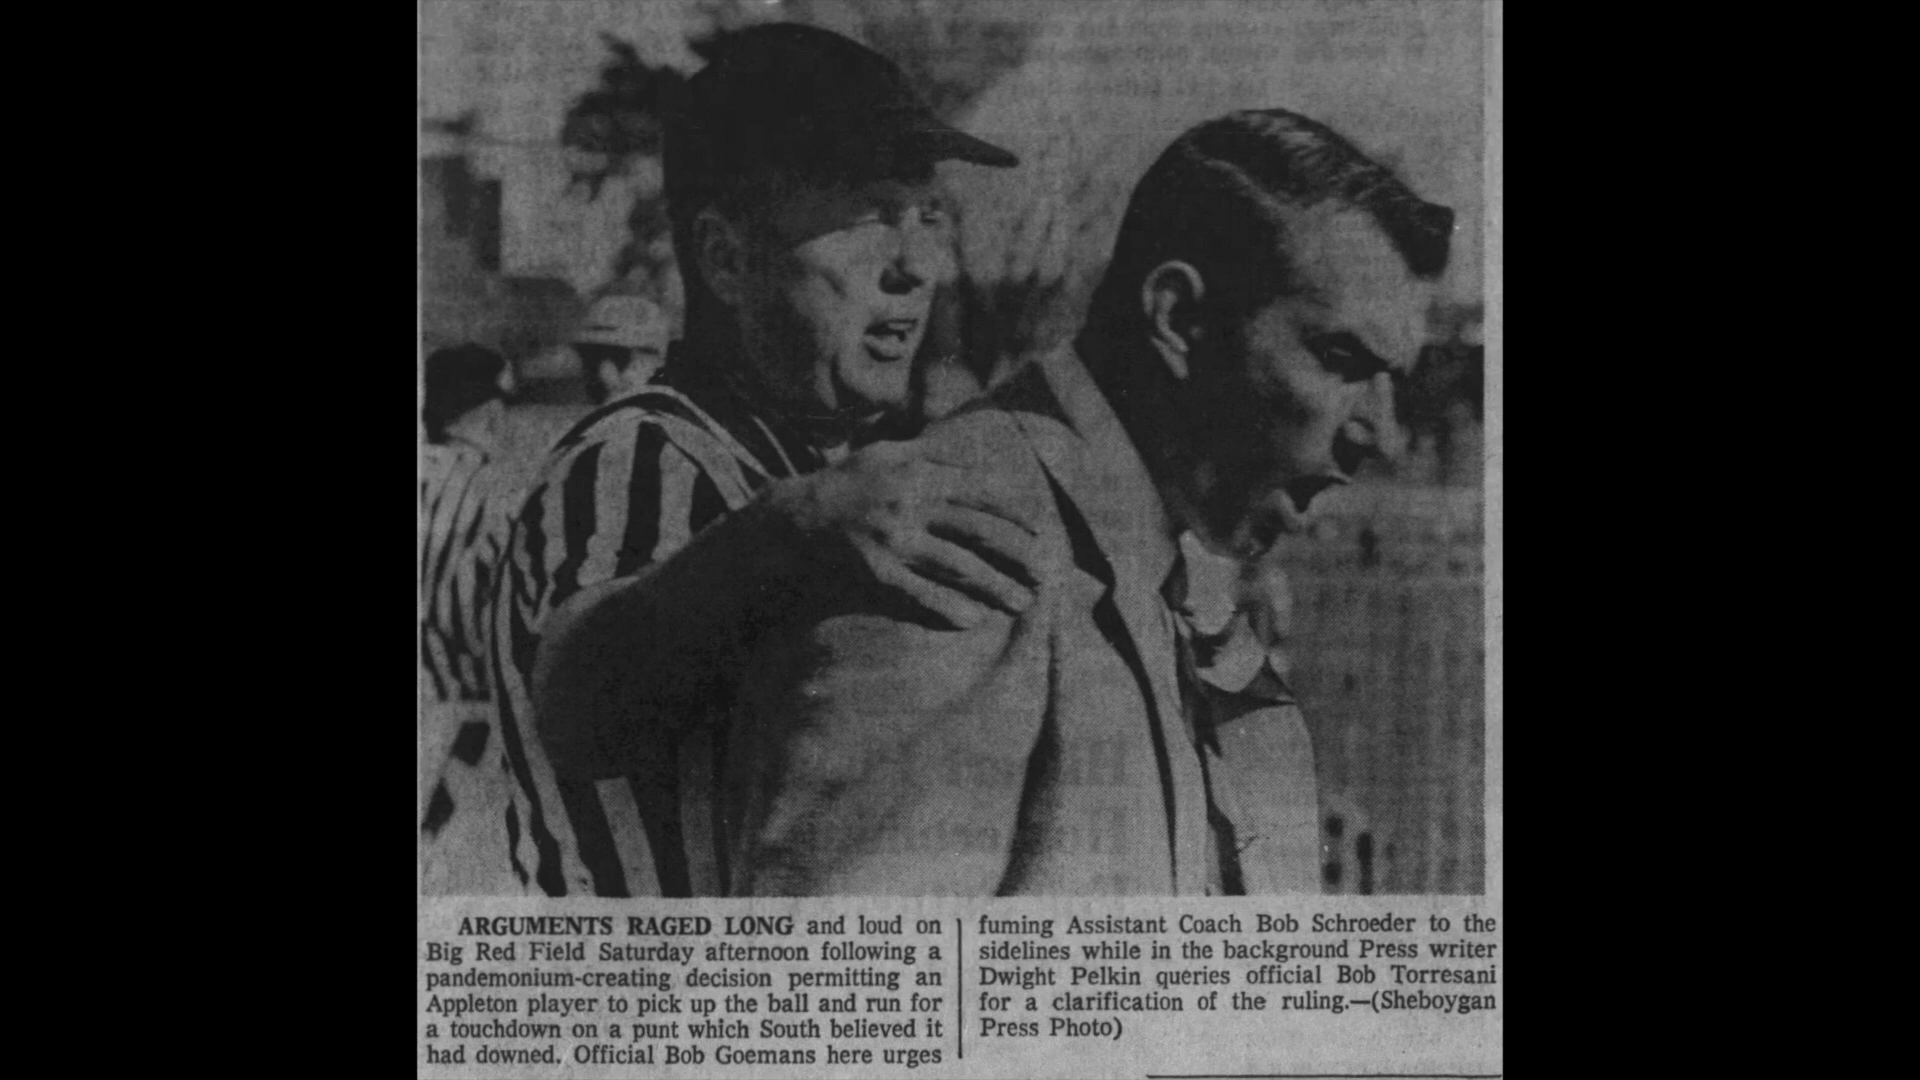 ARGUMENTS RAGED LONG and loud on
Big Red Field Saturday afternoon following a
pandemonium-creating decision permitting an
Appleton player to pick up the ball and run for
a touchdown on a punt which South believed it
had downed. Official Bob Goemans here urges
fuming Assistant Coach Bob Schroeder to the
sidelines while in the background Press writer
Dwight Pelkin queries official Bob Torresani
for a clarification of the ruling.—(Sheboygan
Press Photo)